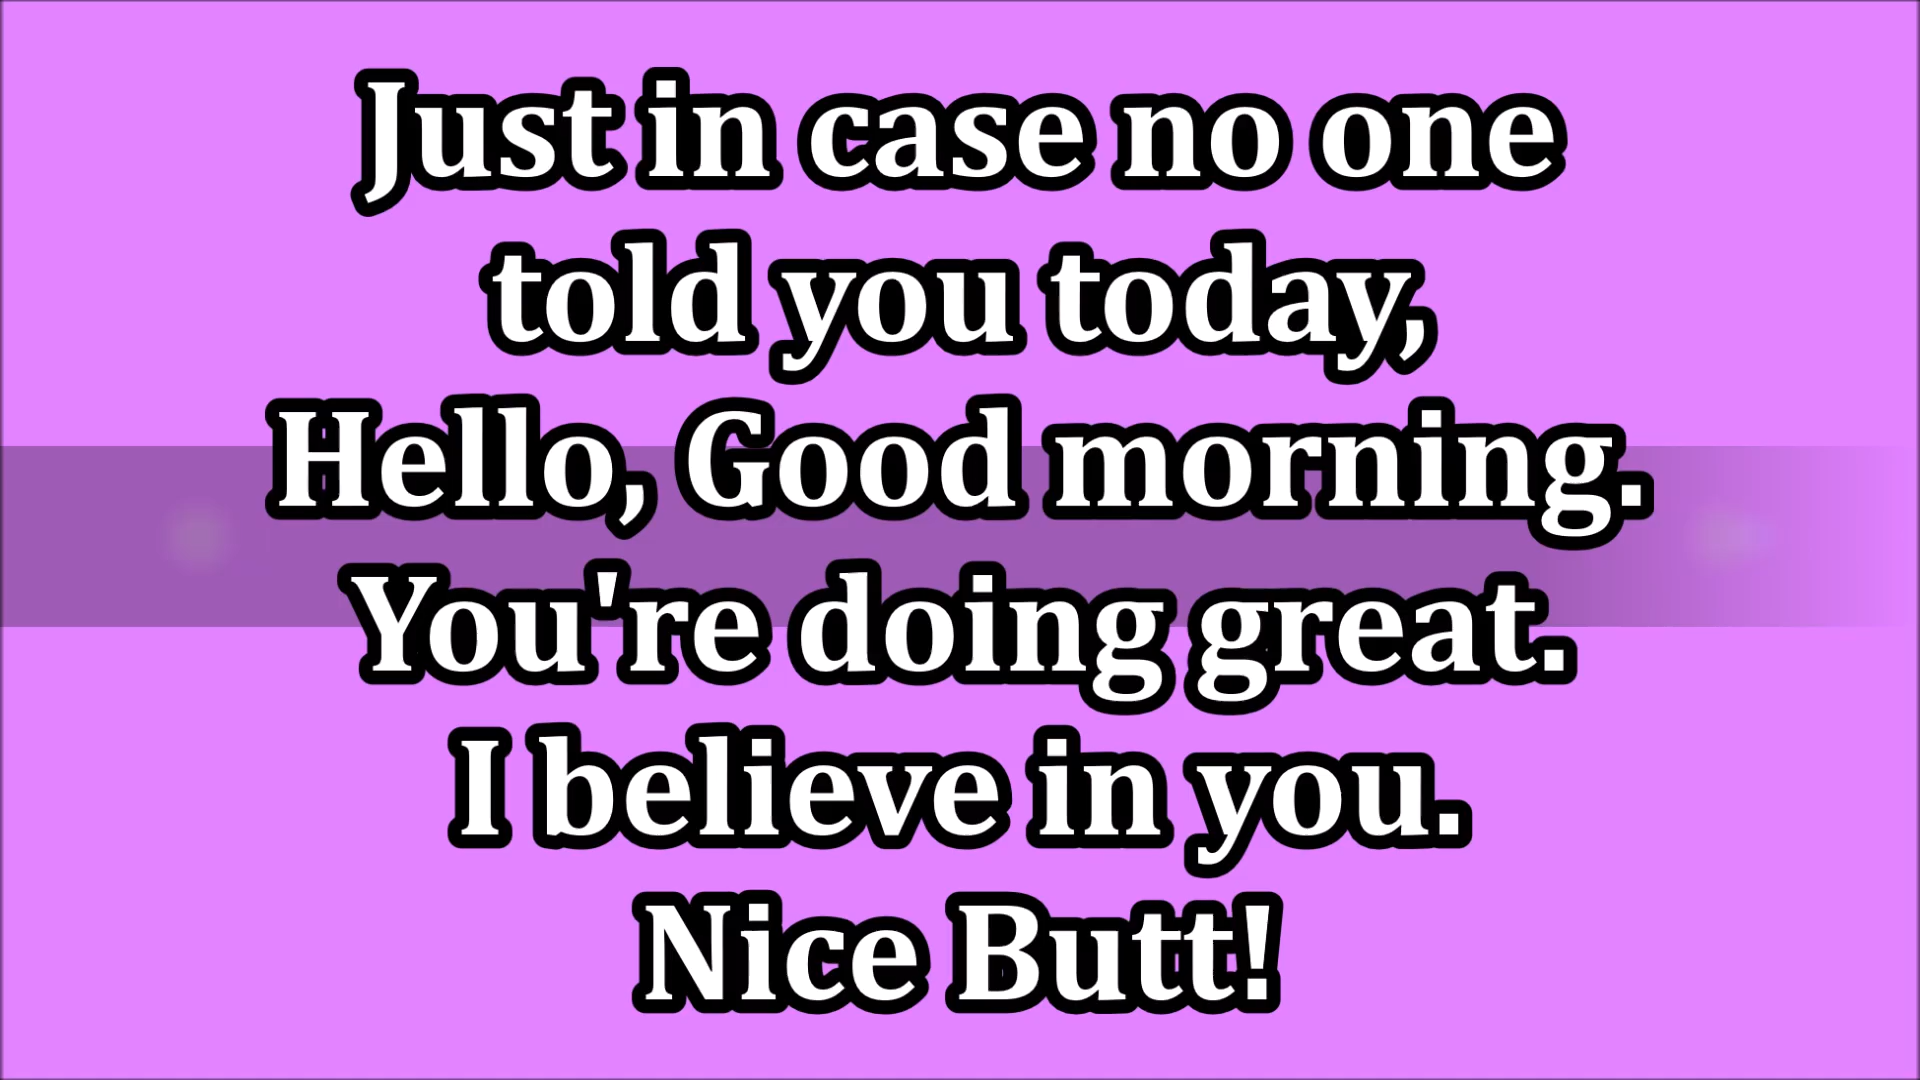 Just in case no one
told you today,
Hello, Good morning.
You're doing great.
I believe in you.
Nice Butt!